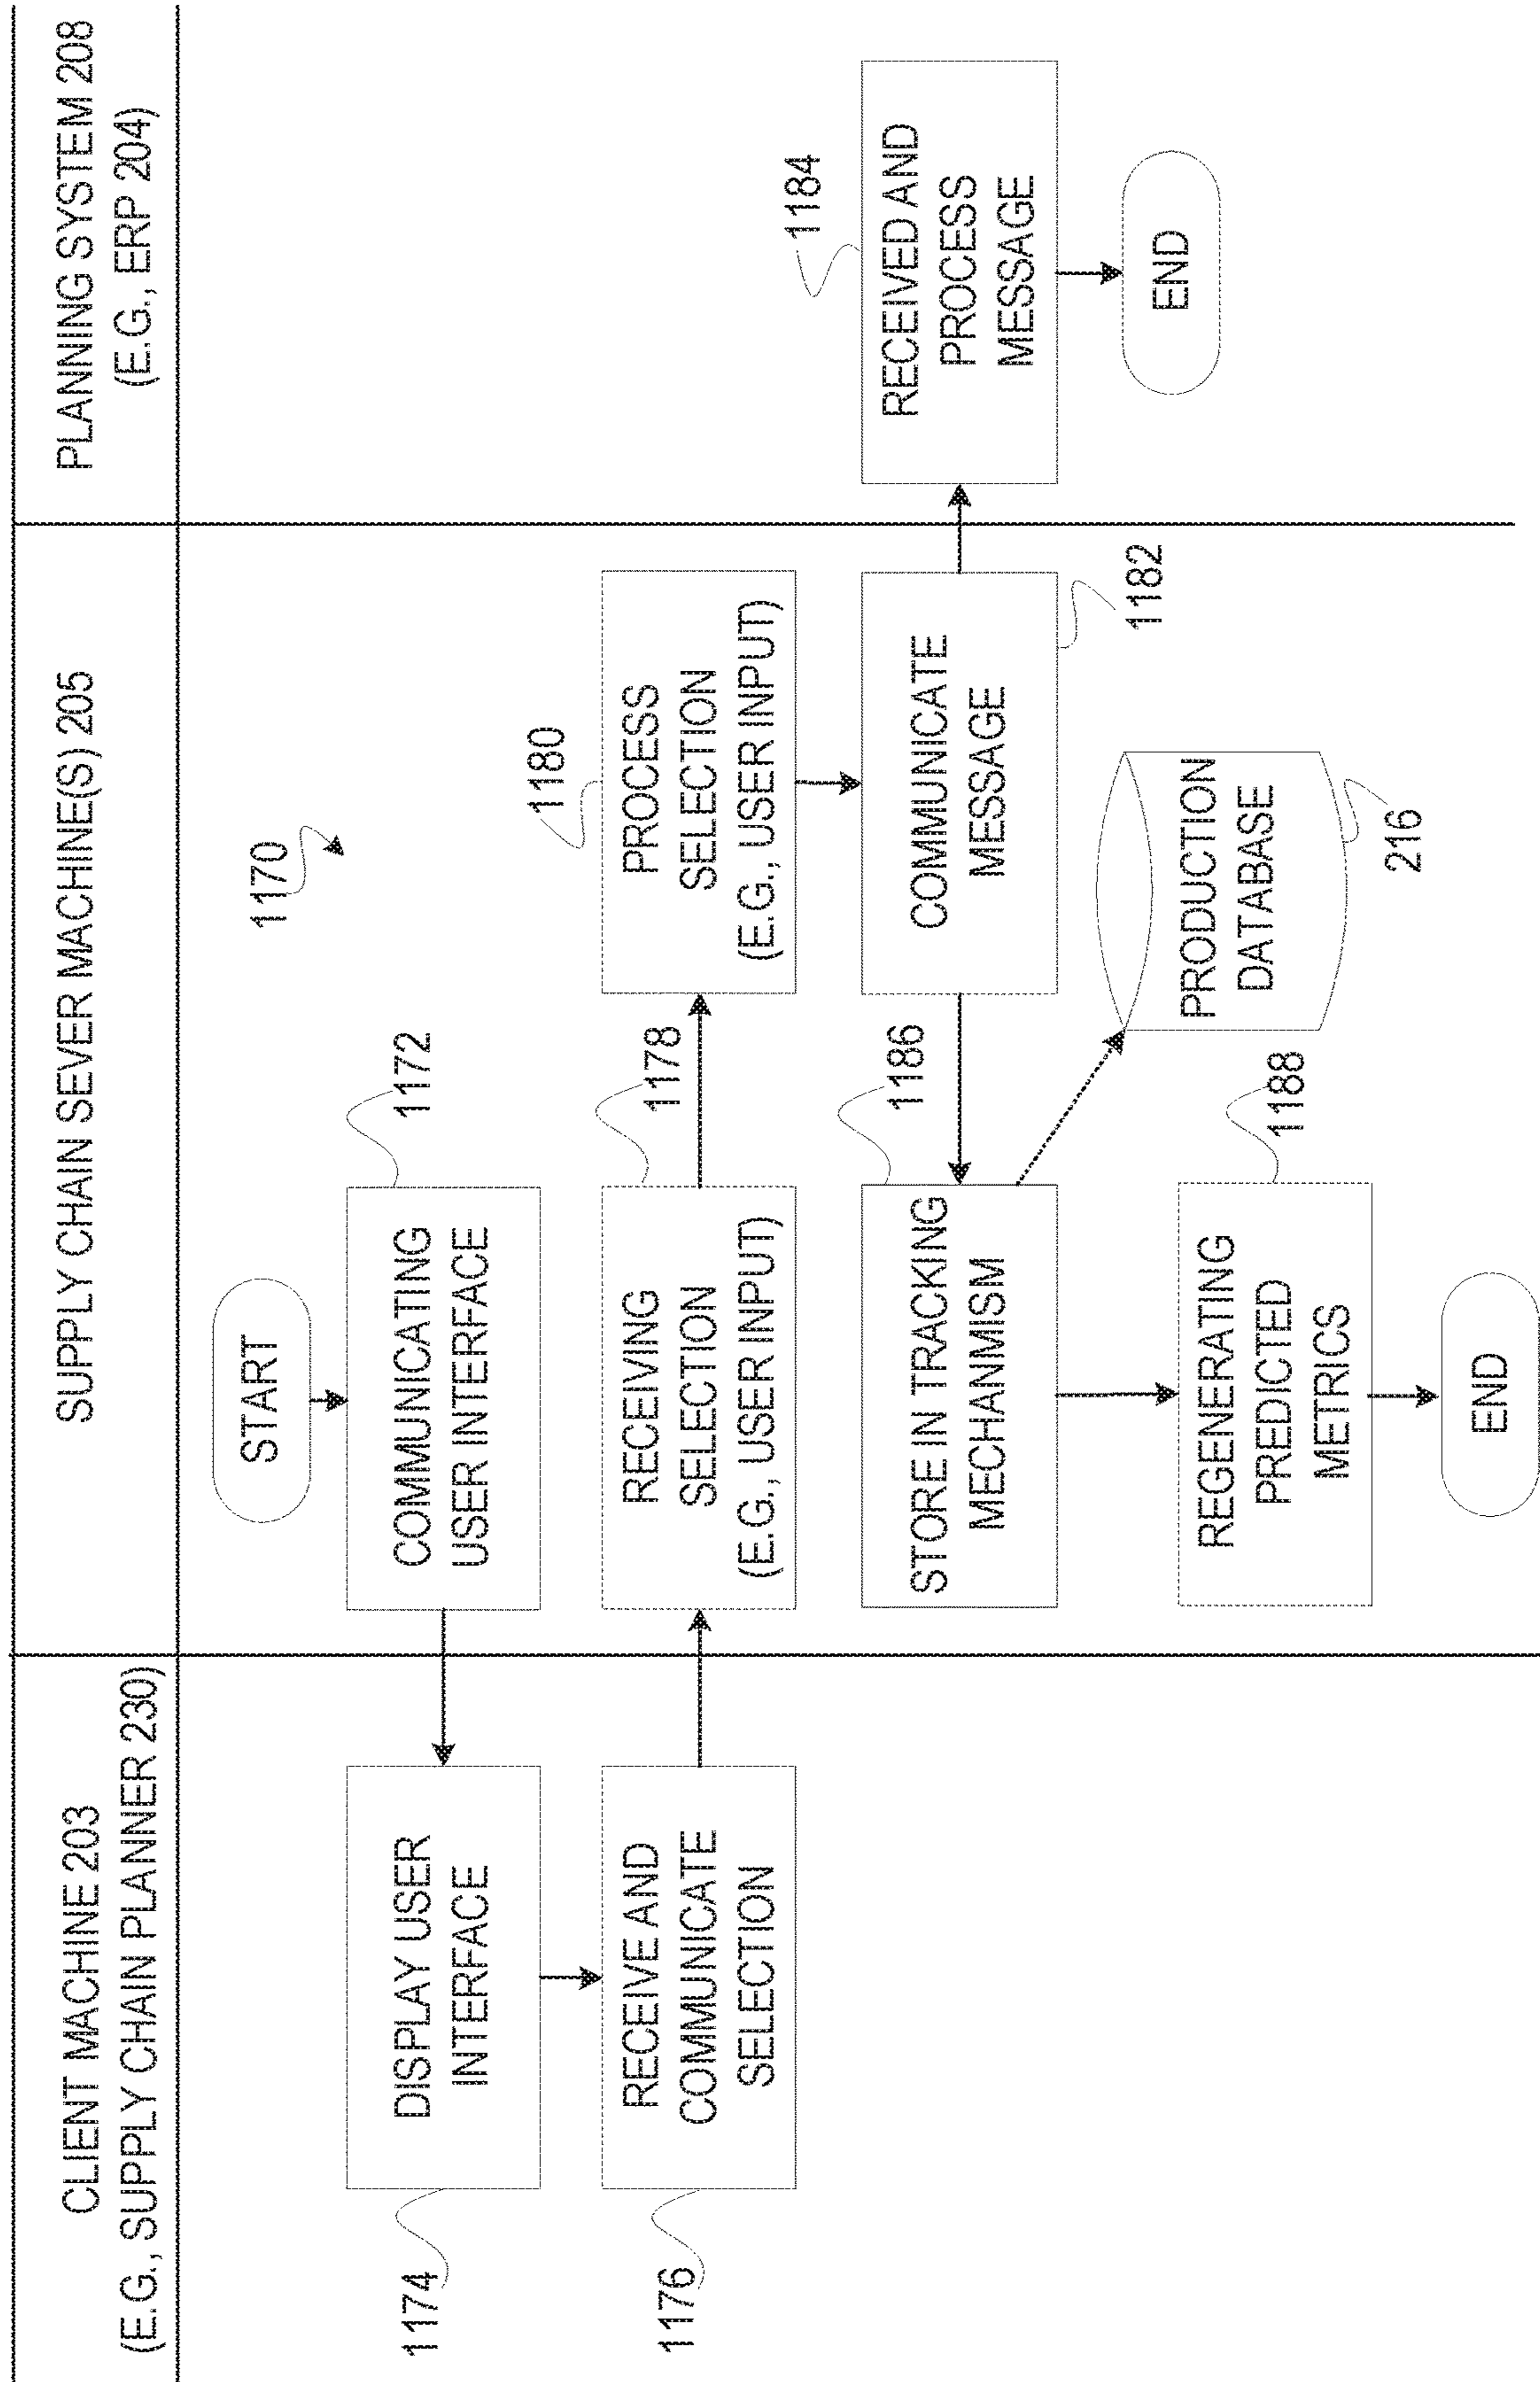 CLIENT MACHINE 203
(E.G., SUPPLY CHAIN PLANNER 230)
SUPPLY CHAIN SEVER MACHINE(S) 205
PLANNING SYSTEM 208
(E.G., ERP 204)
1170
START
1172
COMMUNICATING
USER INTERFACE
1174
DISPLAY USER
INTERFACE
1176
RECEIVE AND
COMMUNICATE
SELECTION
1178
RECEIVING
SELECTION
(E.G., USER INPUT)
1180
PROCESS
SELECTION
(E.G., USER INPUT)
COMMUNICATE
MESSAGE
1182
1184
RECEIVED AND
PROCESS
MESSAGE
END
1186
STORE IN TRACKING
MECHANMISM
PRODUCTION
DATABASE
216
1188
REGENERATING
PREDICTED
METRICS
END